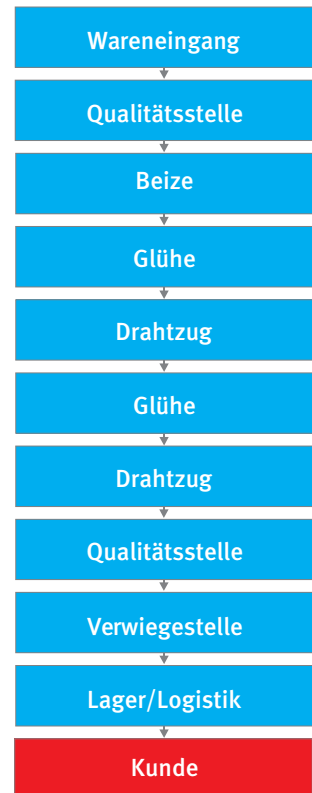 Wareneingang
Qualitätsstelle
Beize
Glühe
Drahtzug
Glühe
Drahtzug
Qualitätsstelle
Verwiegestelle
Lager/Logistik
Kunde